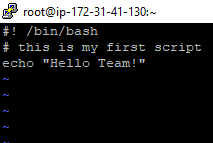 root@ip-172-31-41-130:~
#! /bin/bash
# this is my first script
echo "Hello Team!"
~
~
~
~
~